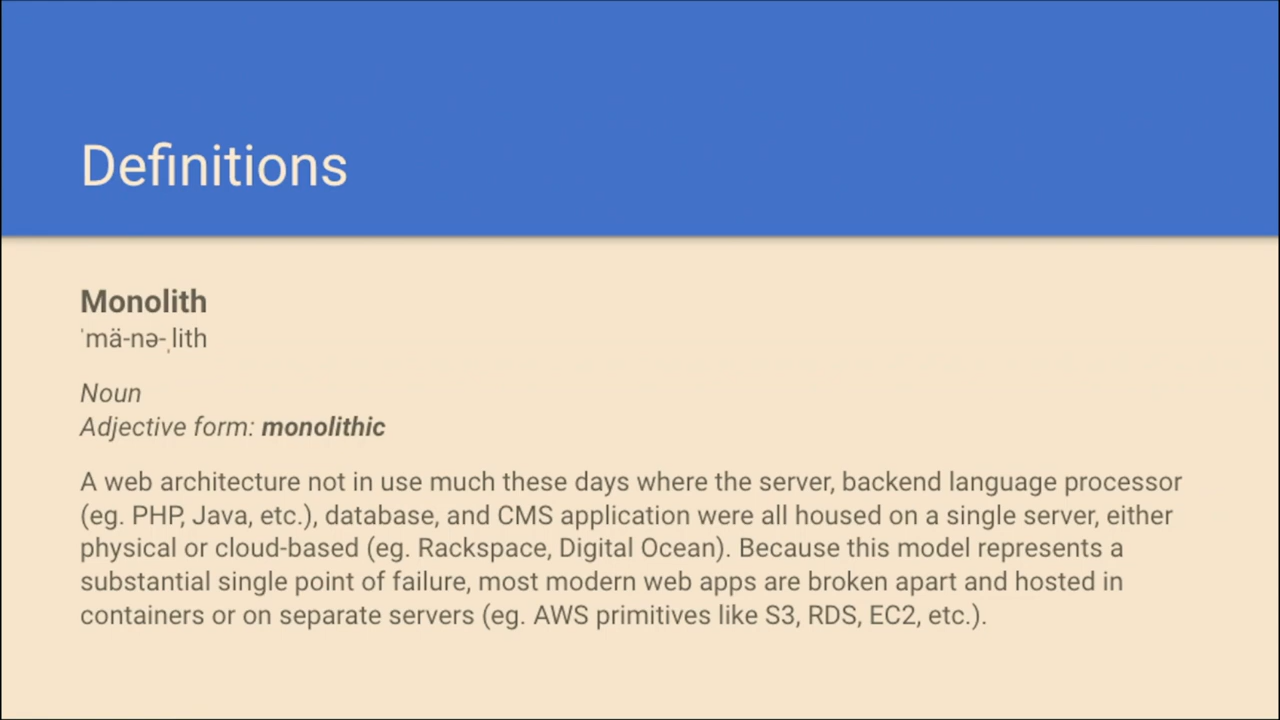 Definitions
Monolith
ˈmä-nə-ˌlith
Noun
Adjective form: monolithic
A web architecture not in use much these days where the server, backend language processor
(eg. PHP, Java, etc.), database, and CMS application were all housed on a single server, either
physical or cloud-based (eg. Rackspace, Digital Ocean). Because this model represents a
substantial single point of failure, most modern web apps are broken apart and hosted in
containers or on separate servers (eg. AWS primitives like S3, RDS, EC2, etc.).